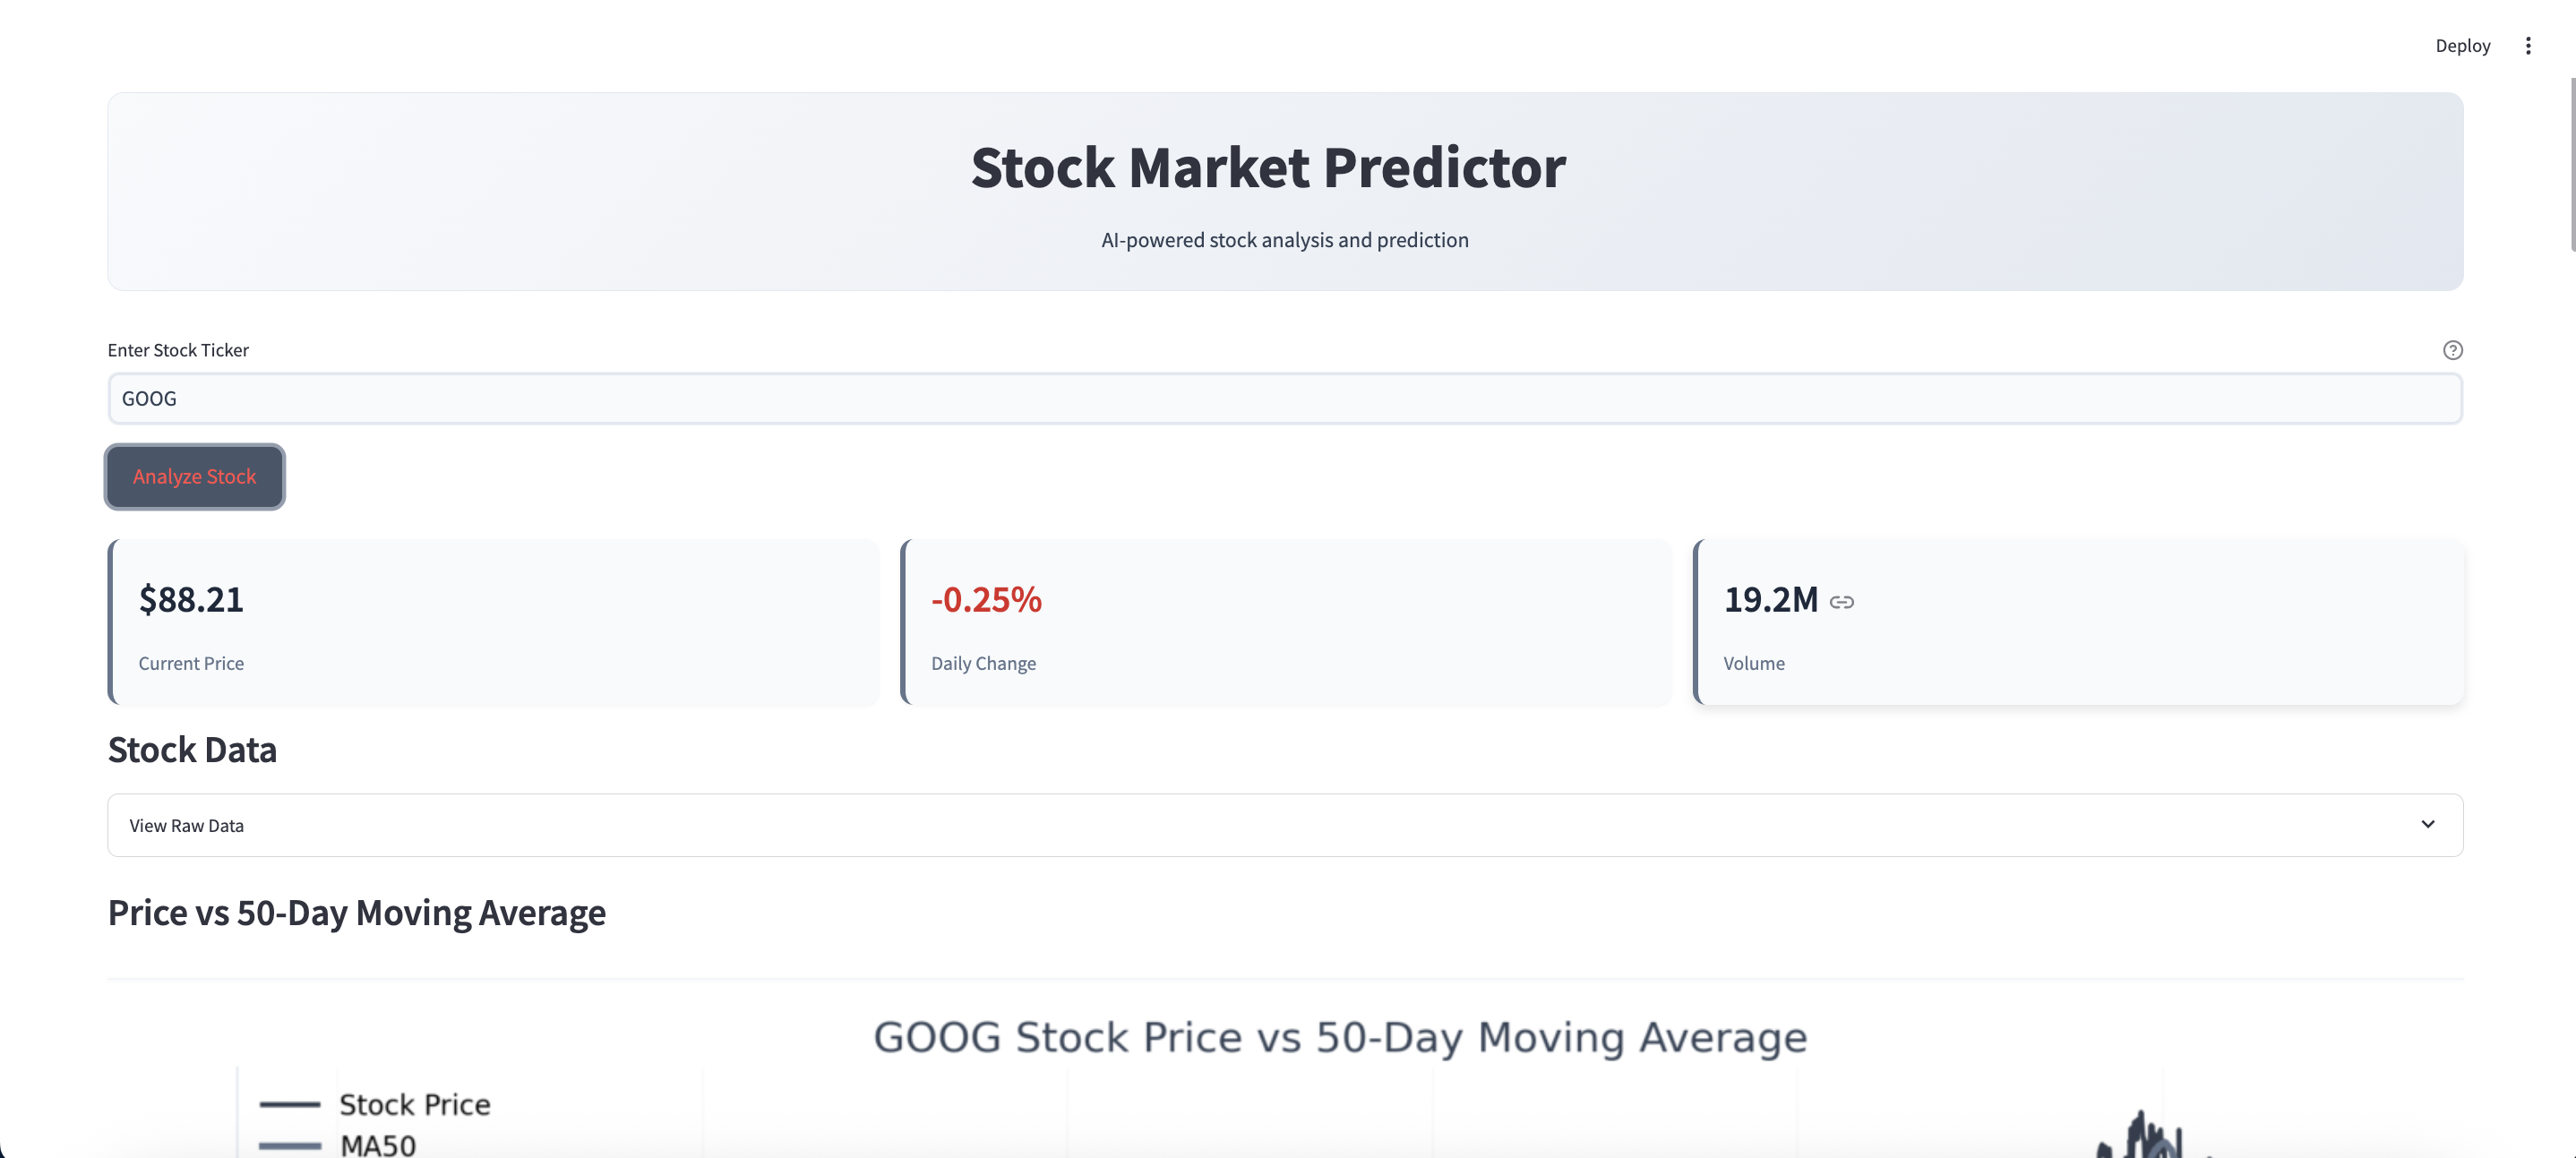 Deploy
Stock Market Predictor
AI-powered stock analysis and prediction
Enter Stock Ticker
GOOG
Analyze Stock
$88.21
Current Price
-0.25%
Daily Change
19.2M
Volume
Stock Data
View Raw Data
Price vs 50-Day Moving Average
GOOG Stock Price vs 50-Day Moving Average
Stock Price
MA50